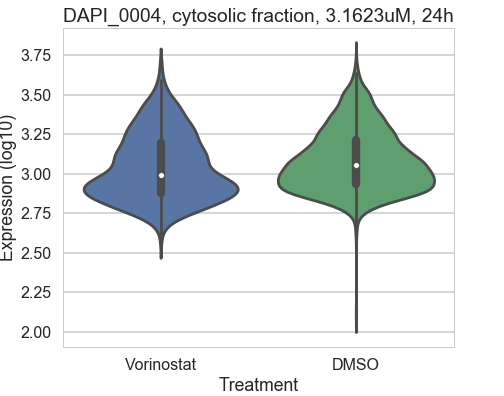 DAPI_0004, cytosolic fraction, 3.1623uM, 24h
Expression (log10)
3.75
3.50
3.25
3.00
2.75
2.50
2.25
2.00
Vorinostat
DMSO
Treatment